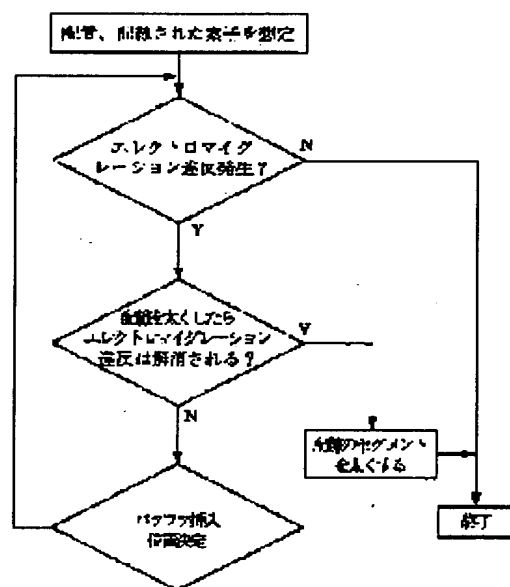 配置、配線された素子を想定
エレクトロマイグ
レーション違反発生？
N
Y
配線を太くしたら
エレクトロマイグレーション
違反は解消される？
Y
N
配線のセグメント
を太くする
バッファ挿入
位置決定
終了